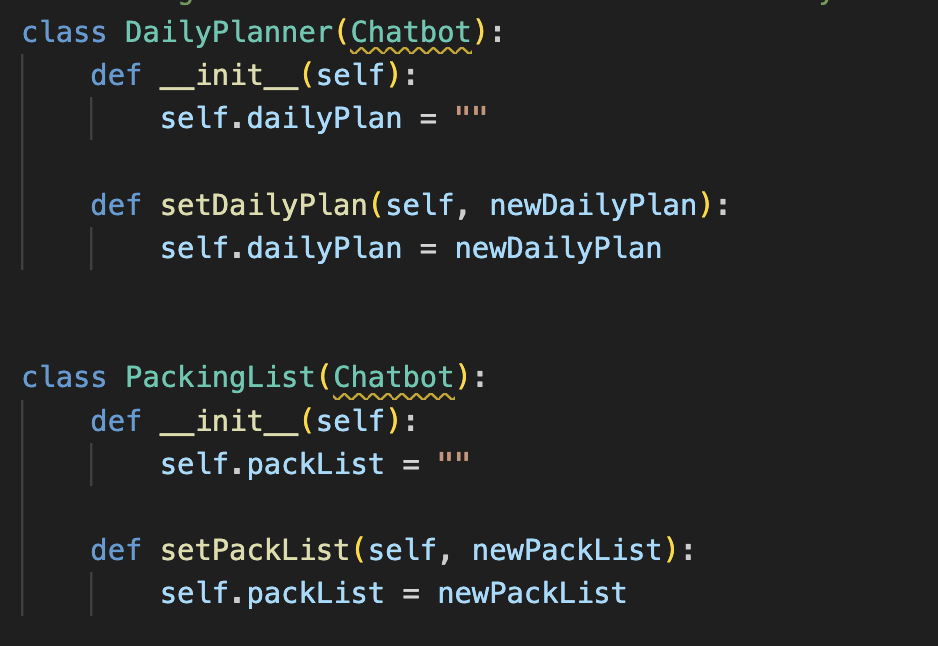 class DailyPlanner(Chatbot):
    def __init__(self):
        self.dailyPlan = ""
    def setDailyPlan(self, newDailyPlan):
        self.dailyPlan = newDailyPlan
class PackingList(Chatbot):
    def __init__(self):
        self.packList = ""
    def setPackList(self, newPackList):
        self.packList = newPackList